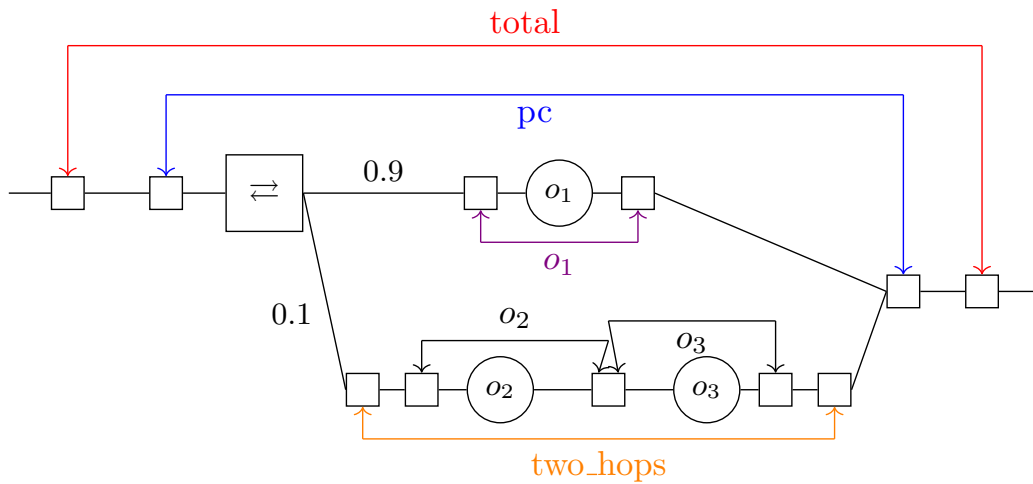 total
pc
0.9
⇄
o₁
o₁
0.1
o₂
o₃
o₂
o₃
two_hops